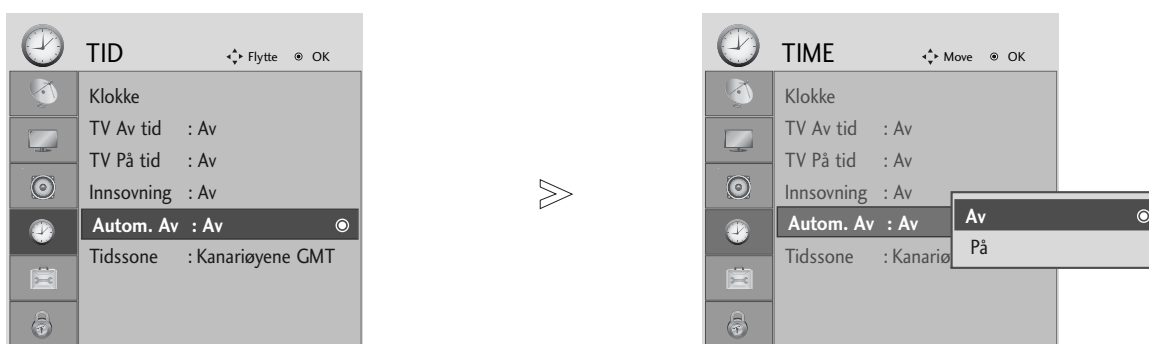 TID Flytte OK
Klokke
TV Av tid : Av
TV På tid : Av
Innsovning : Av
Autom. Av : Av
Tidssone : Kanariøyene GMT
TIME Move OK
Klokke
TV Av tid : Av
TV På tid : Av
Innsovning : Av
Autom. Av : Av
Tidssone : Kanariø
Av
På